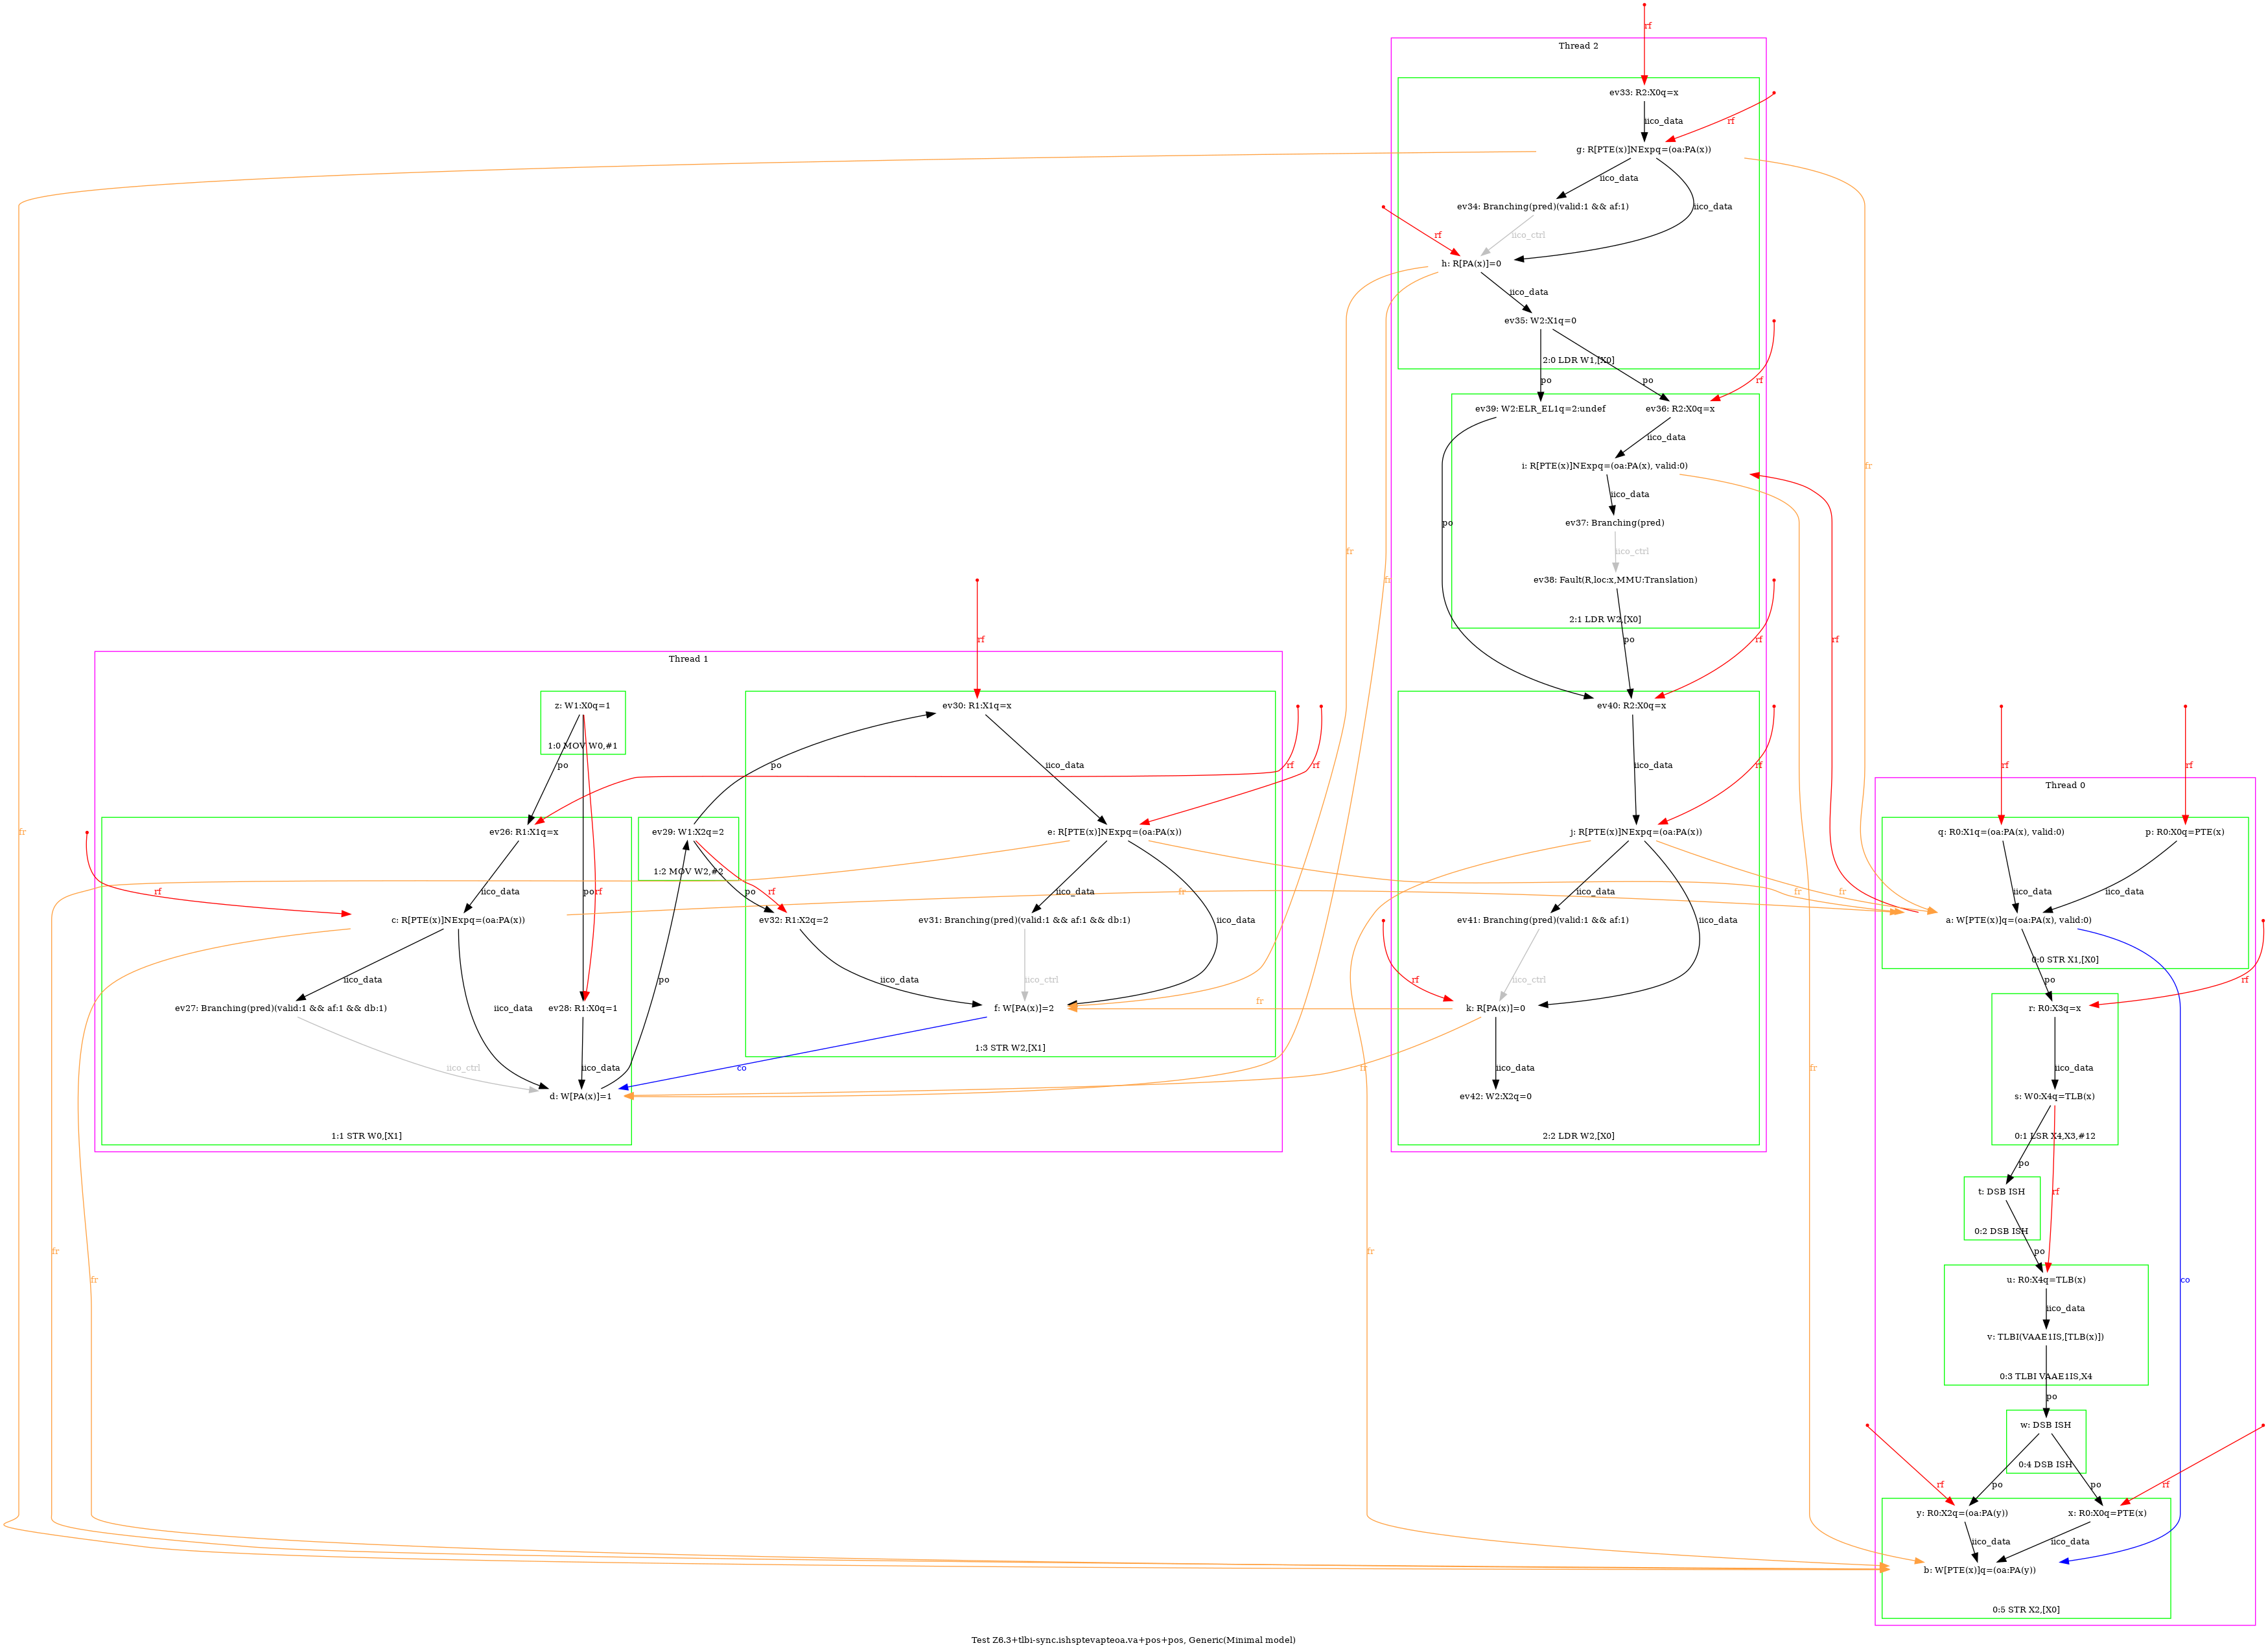 rf
Thread 2
ev33: R2:X0q=x
iico_data
rf
g: R[PTE(x)]NExpq=(oa:PA(x))
iico_data
iico_data
ev34: Branching(pred)(valid:1 && af:1)
rf
iico_ctrl
h: R[PA(x)]=0
iico_data
ev35: W2:X1q=0
2:0 LDR W1,[X0]
po
po
rf
ev39: W2:ELR_EL1q=2:undef
ev36: R2:X0q=x
iico_data
i: R[PTE(x)]NExpq=(oa:PA(x), valid:0)
fr
iico_data
po
ev37: Branching(pred)
fr
fr
iico_ctrl
ev38: Fault(R,loc:x,MMU:Translation)
2:1 LDR W2,[X0]
rf
po
rf
rf
Thread 1
z: W1:X0q=1
1:0 MOV W0,#1
po
ev30: R1:X1q=x
po
iico_data
rf
rf
ev40: R2:X0q=x
iico_data
rf
rf
rf
Thread 0
fr
ev26: R1:X1q=x
ev29: W1:X2q=2
1:2 MOV W2,#2
e: R[PTE(x)]NExpq=(oa:PA(x))
j: R[PTE(x)]NExpq=(oa:PA(x))
q: R0:X1q=(oa:PA(x), valid:0)
p: R0:X0q=PTE(x)
rf
iico_data
po
rf
po
rf
iico_data
fr
iico_data
fr
fr
iico_data
iico_data
c: R[PTE(x)]NExpq=(oa:PA(x))
ev32: R1:X2q=2
ev31: Branching(pred)(valid:1 && af:1 && db:1)
iico_data
ev41: Branching(pred)(valid:1 && af:1)
iico_data
a: W[PTE(x)]q=(oa:PA(x), valid:0)
0:0 STR X1,[X0]
iico_data
iico_data
iico_data
iico_ctrl
rf
iico_ctrl
po
rf
ev27: Branching(pred)(valid:1 && af:1 && db:1)
ev28: R1:X0q=1
po
f: W[PA(x)]=2
fr
k: R[PA(x)]=0
r: R0:X3q=x
1:3 STR W2,[X1]
iico_ctrl
iico_data
co
fr
iico_data
fr
iico_data
d: W[PA(x)]=1
ev42: W2:X2q=0
s: W0:X4q=TLB(x)
1:1 STR W0,[X1]
2:2 LDR W2,[X0]
0:1 LSR X4,X3,#12
po
t: DSB ISH
rf
0:2 DSB ISH
po
fr
fr
fr
u: R0:X4q=TLB(x)
co
iico_data
v: TLBI(VAAE1IS,[TLB(x)])
0:3 TLBI VAAE1IS,X4
po
w: DSB ISH
0:4 DSB ISH
rf
po
po
rf
y: R0:X2q=(oa:PA(y))
x: R0:X0q=PTE(x)
iico_data
iico_data
b: W[PTE(x)]q=(oa:PA(y))
0:5 STR X2,[X0]
Test Z6.3+tlbi-sync.ishsptevapteoa.va+pos+pos, Generic(Minimal model)